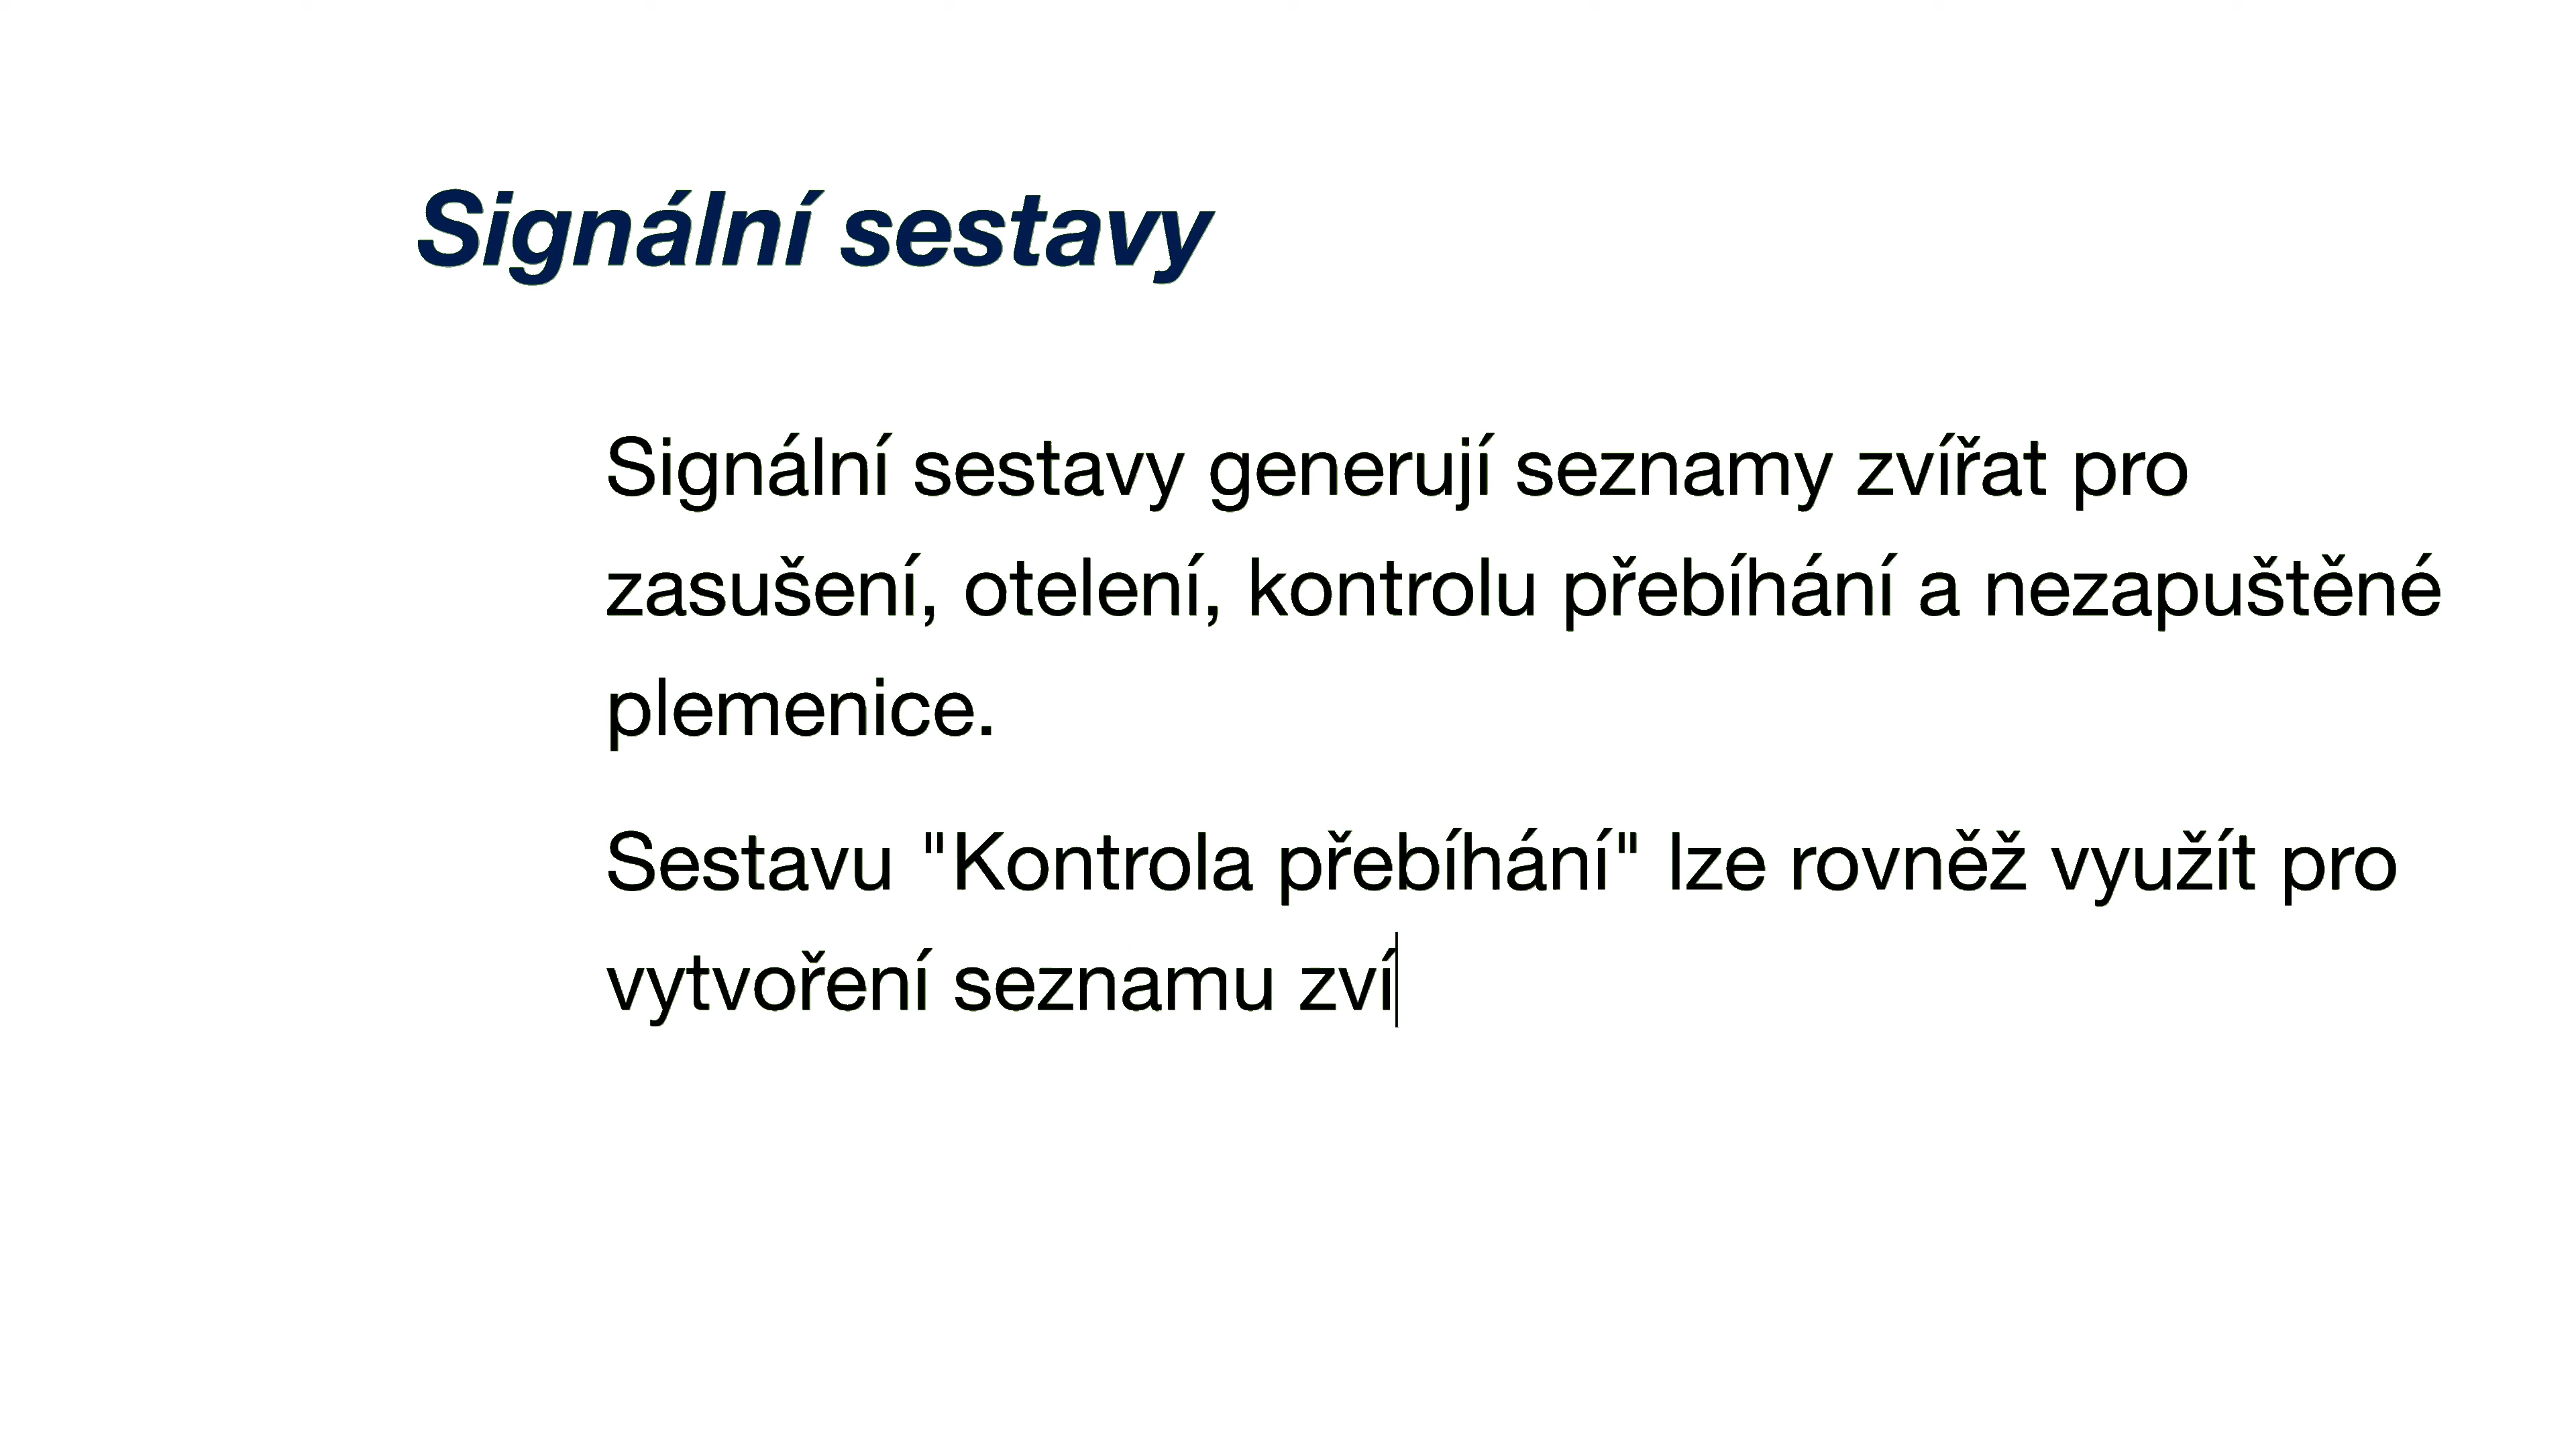 Signální sestavy
Signální sestavy generují seznamy zvířat pro
zasušení, otelení, kontrolu přebíhání a nezapuštěné
plemenice.
Sestavu "Kontrola přebíhání" lze rovněž využít pro
vytvoření seznamu zví